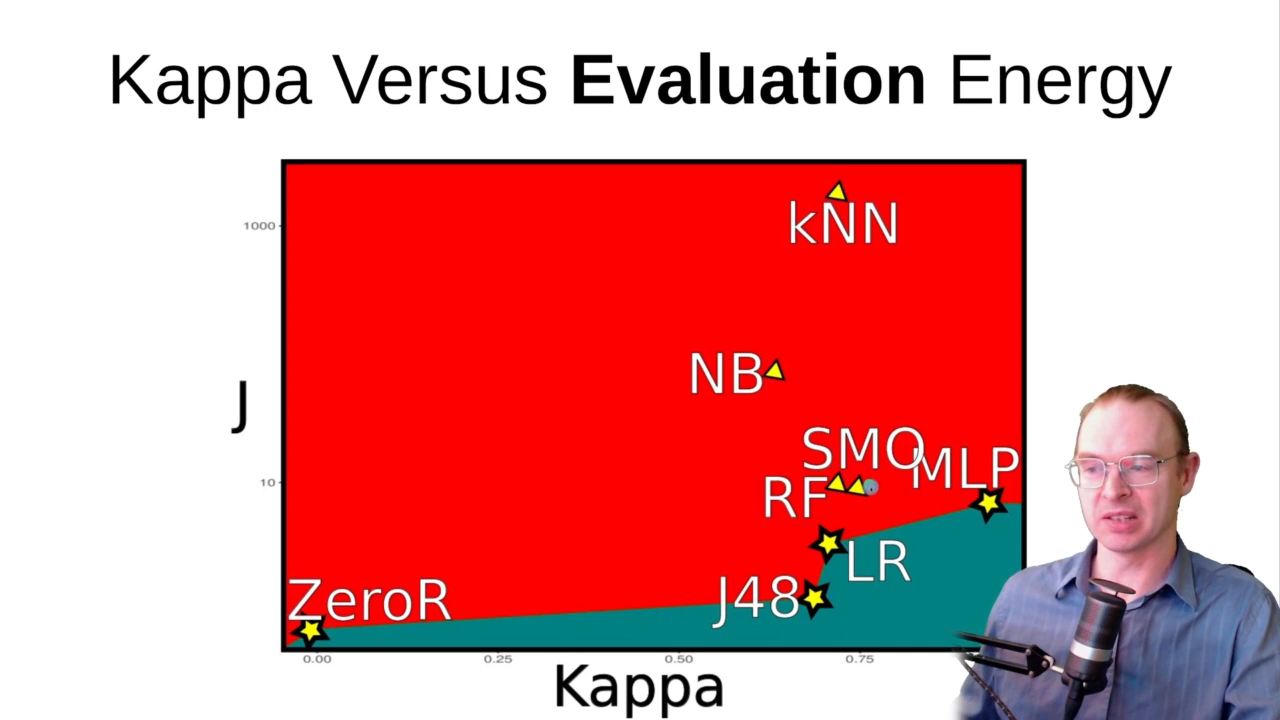 Kappa Versus Evaluation Energy
kNN
1000
NB
J
SMO
MLP
10
RF
LR
J48
ZeroR
0.00 0.25 0.50 0.75
Kappa